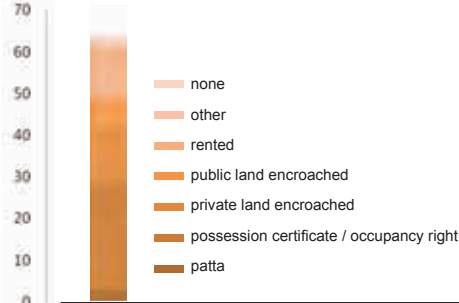 70
60
50
40
30
20
10
0
none
other
rented
public land encroached
private land encroached
possession certificate / occupancy right
patta